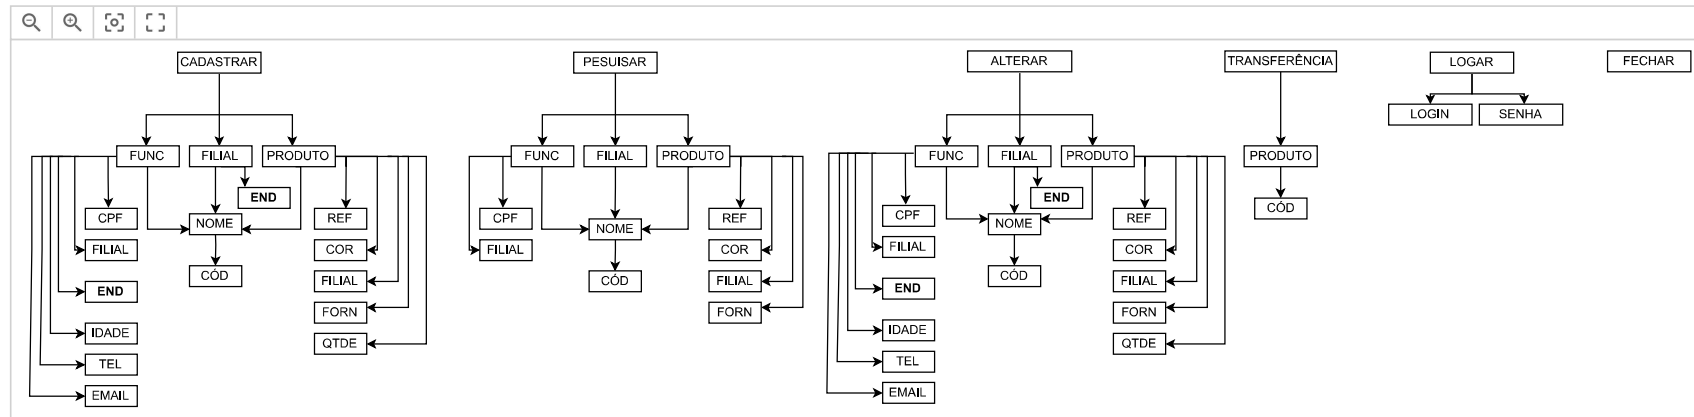 CADASTRAR
FUNC
FILIAL
PRODUTO
END
CPF
NOME
REF
FILIAL
COR
CÓD
END
FILIAL
FORN
IDADE
QTDE
TEL
EMAIL
PESUISAR
FUNC
FILIAL
PRODUTO
CPF
NOME
REF
FILIAL
COR
CÓD
FILIAL
FORN
ALTERAR
FUNC
FILIAL
PRODUTO
END
CPF
NOME
REF
FILIAL
COR
CÓD
END
FILIAL
FORN
IDADE
QTDE
TEL
EMAIL
TRANSFERÊNCIA
PRODUTO
CÓD
LOGAR
LOGIN
SENHA
FECHAR